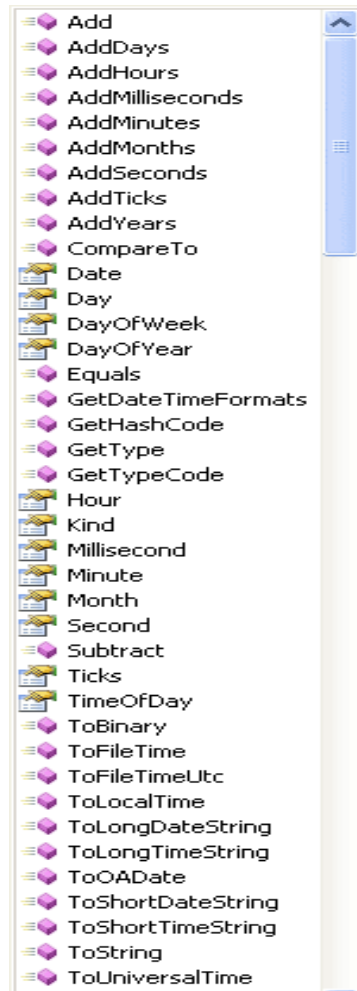 Add
AddDays
AddHours
AddMilliseconds
AddMinutes
AddMonths
AddSeconds
AddTicks
AddYears
CompareTo
Date
Day
DayOfWeek
DayOfYear
Equals
GetDateTimeFormats
GetHashCode
GetType
GetTypeCode
Hour
Kind
Millisecond
Minute
Month
Second
Subtract
Ticks
TimeOfDay
ToBinary
ToFileTime
ToFileTimeUtc
ToLocalTime
ToLongDateString
ToLongTimeString
ToOADate
ToShortDateString
ToShortTimeString
ToString
ToUniversalTime